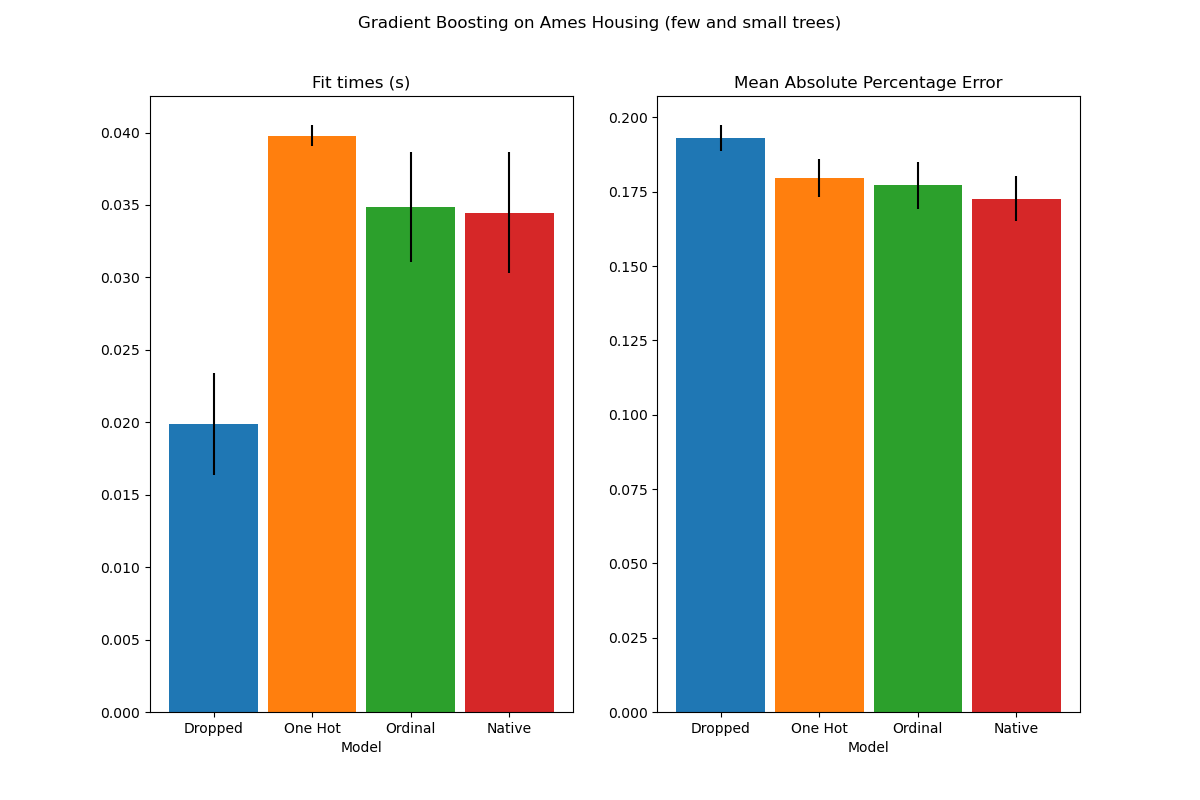 Gradient Boosting on Ames Housing (few and small trees)
Fit times (s)
0.040
0.035
0.030
0.025
0.020
0.015
0.010
0.005
0.000
Dropped One Hot Ordinal Native
Model
Mean Absolute Percentage Error
0.200
0.175
0.150
0.125
0.100
0.075
0.050
0.025
0.000
Dropped One Hot Ordinal Native
Model